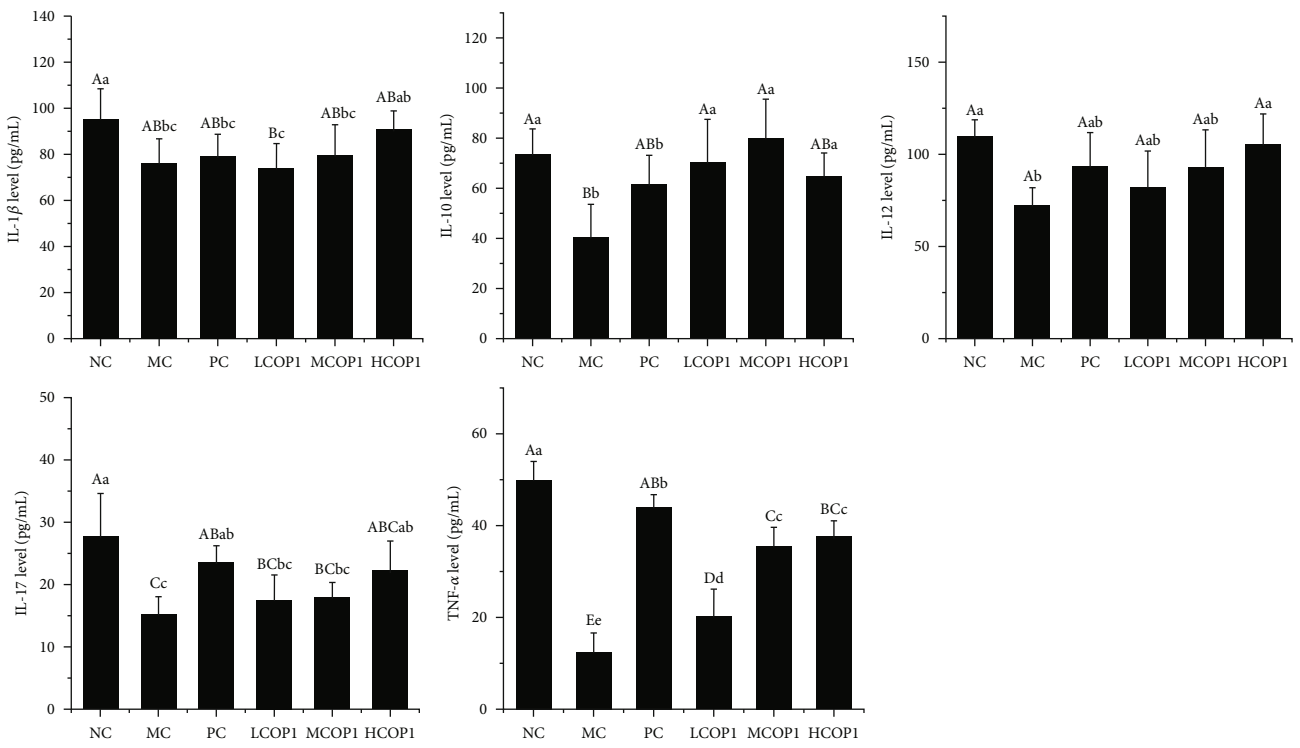 IL-1β level (pg/mL)
140
120
100
80
60
40
20
0
Aa
ABbc
ABbc
Bc
ABbc
ABab
NC MC PC LCOP1 MCOP1 HCOP1
IL-10 level (pg/mL)
120
100
80
60
40
20
0
Aa
Bb
ABb
Aa
Aa
ABa
NC MC PC LCOP1 MCOP1 HCOP1
IL-12 level (pg/mL)
150
100
50
0
Aa
Ab
Aab
Aab
Aab
Aa
NC MC PC LCOP1 MCOP1 HCOP1
IL-17 level (pg/mL)
50
40
30
20
10
0
Aa
Cc
ABab
BCbc
BCbc
ABCab
NC MC PC LCOP1 MCOP1 HCOP1
TNF-α level (pg/mL)
60
40
20
0
Aa
Ee
ABb
Dd
Cc
BCc
NC MC PC LCOP1 MCOP1 HCOP1